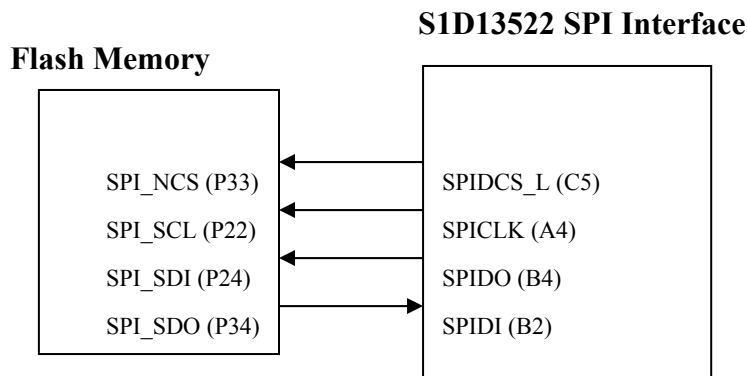 S1D13522 SPI Interface
Flash Memory
SPI_NCS (P33)
SPIDCS_L (C5)
SPI_SCL (P22)
SPICLK (A4)
SPI_SDI (P24)
SPIDO (B4)
SPI_SDO (P34)
SPIDI (B2)